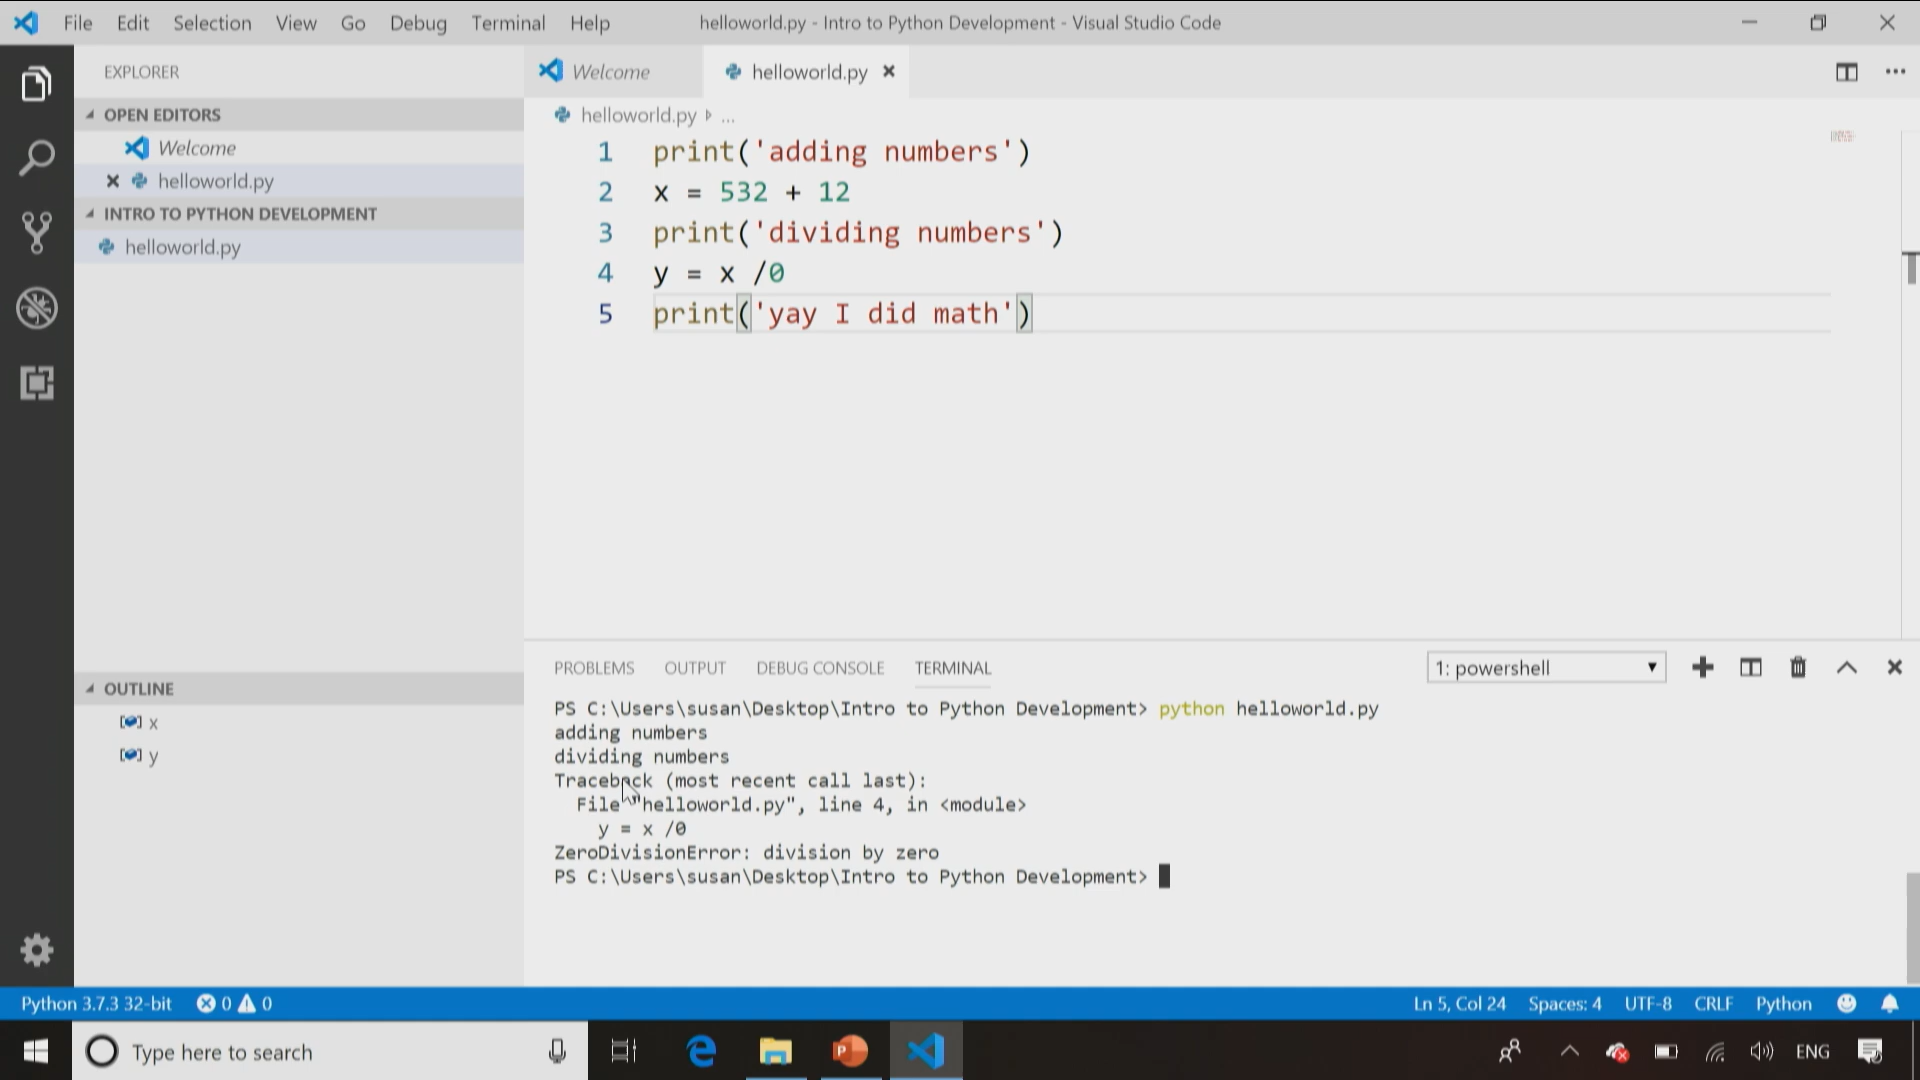 File Edit Selection View Go Debug Terminal Help helloworld.py - Intro to Python Development - Visual Studio Code
EXPLORER
OPEN EDITORS
Welcome
helloworld.py
INTRO TO PYTHON DEVELOPMENT
helloworld.py
OUTLINE
x
y
Welcome helloworld.py
helloworld.py ...
1 print('adding numbers')
2 x = 532 + 12
3 print('dividing numbers')
4 y = x /0
5 print('yay I did math')
PROBLEMS OUTPUT DEBUG CONSOLE TERMINAL 1: powershell
PS C:\Users\susan\Desktop\Intro to Python Development> python helloworld.py
adding numbers
dividing numbers
Traceback (most recent call last):
File "helloworld.py", line 4, in <module>
y = x /0
ZeroDivisionError: division by zero
PS C:\Users\susan\Desktop\Intro to Python Development>
Python 3.7.3 32-bit 0 0 Ln 5, Col 24 Spaces: 4 UTF-8 CRLF Python
Type here to search ENG